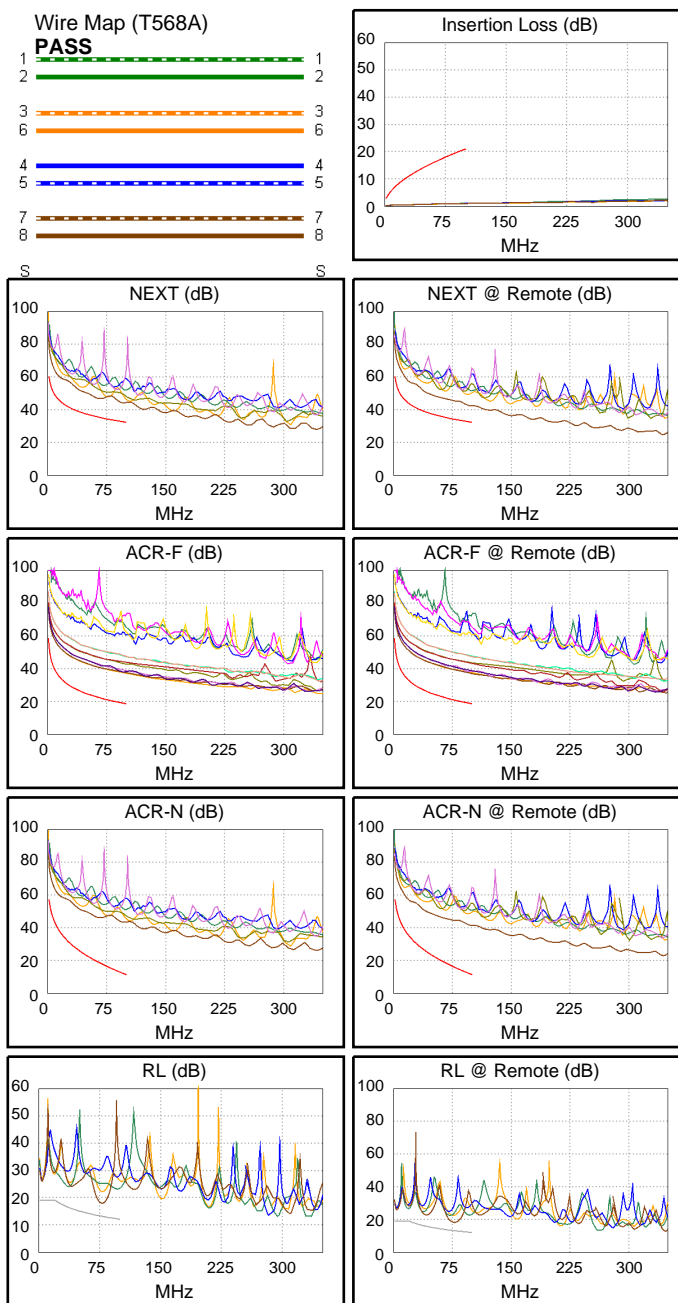 Wire Map (T568A)
PASS
1 1
2 2
3 3
6 6
4 4
5 5
7 7
8 8
S S
Insertion Loss (dB)
60
50
40
30
20
10
0
0 75 150 225 300
MHz
NEXT (dB)
100
80
60
40
20
0
0 75 150 225 300
MHz
NEXT @ Remote (dB)
100
80
60
40
20
0
0 75 150 225 300
MHz
ACR-F (dB)
100
80
60
40
20
0
0 75 150 225 300
MHz
ACR-F @ Remote (dB)
100
80
60
40
20
0
0 75 150 225 300
MHz
ACR-N (dB)
100
80
60
40
20
0
0 75 150 225 300
MHz
ACR-N @ Remote (dB)
100
80
60
40
20
0
0 75 150 225 300
MHz
RL (dB)
60
50
40
30
20
10
0
0 75 150 225 300
MHz
RL @ Remote (dB)
100
80
60
40
20
0
0 75 150 225 300
MHz